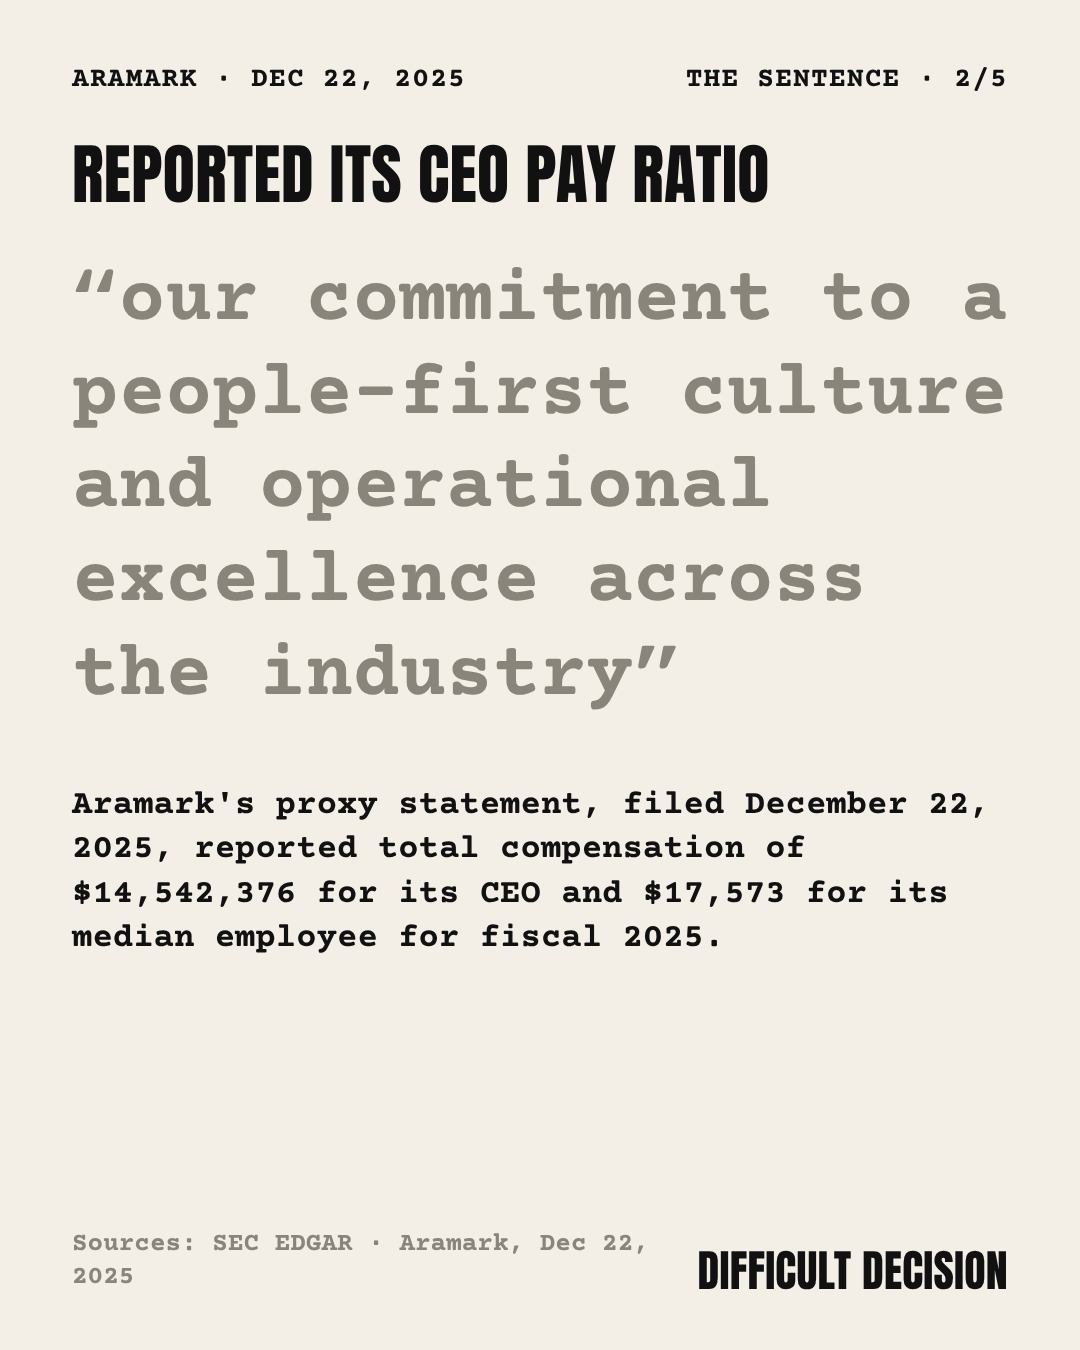 ARAMARK · DEC 22, 2025
THE SENTENCE · 2/5
REPORTED ITS CEO PAY RATIO
“our commitment to a
people-first culture
and operational
excellence across
the industry”
Aramark's proxy statement, filed December 22,
2025, reported total compensation of
$14,542,376 for its CEO and $17,573 for its
median employee for fiscal 2025.
Sources: SEC EDGAR · Aramark, Dec 22,
2025
DIFFICULT DECISION